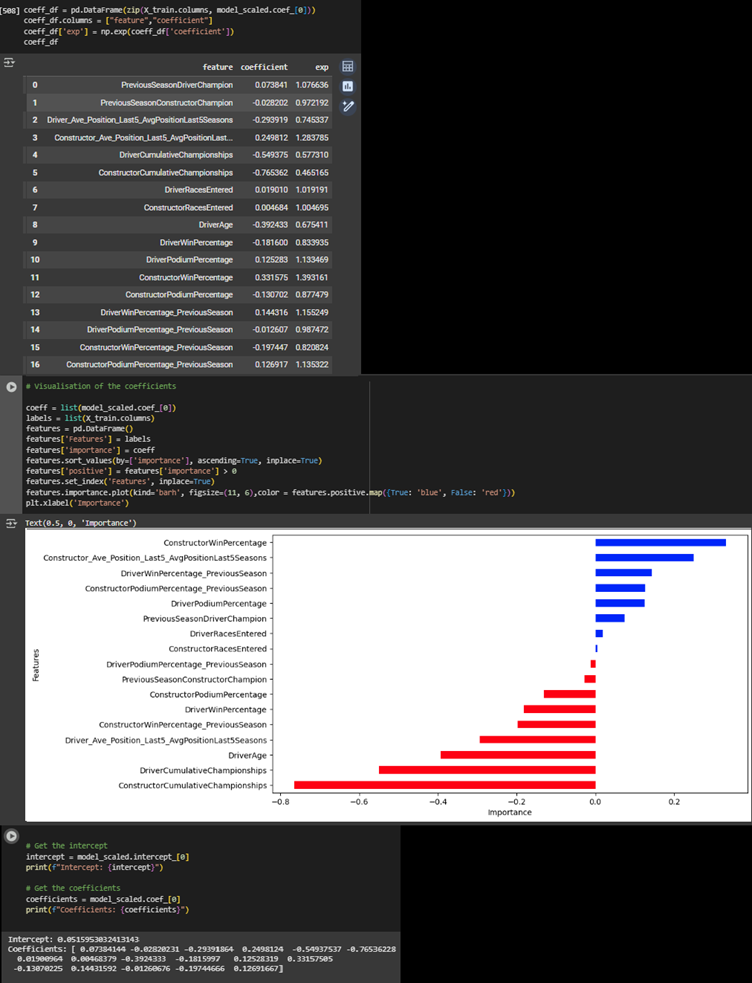 [508] coeff_df = pd.DataFrame(zip(X_train.columns, model_scaled.coef_[0]))
coeff_df.columns = ["feature","coefficient"]
coeff_df['exp'] = np.exp(coeff_df['coefficient'])
coeff_df
feature coefficient exp
0 PreviousSeasonDriverChampion 0.073841 1.076636
1 PreviousSeasonConstructorChampion -0.028202 0.972192
2 Driver_Ave_Position_Last5_AvgPositionLast5Seasons -0.293919 0.745337
3 Constructor_Ave_Position_Last5_AvgPositionLast... 0.249812 1.283785
4 DriverCumulativeChampionships -0.549375 0.577310
5 ConstructorCumulativeChampionships -0.765362 0.465165
6 DriverRacesEntered 0.019010 1.019191
7 ConstructorRacesEntered 0.004684 1.004695
8 DriverAge -0.392433 0.675411
9 DriverWinPercentage -0.181600 0.833935
10 DriverPodiumPercentage 0.125283 1.133469
11 ConstructorWinPercentage 0.331575 1.393161
12 ConstructorPodiumPercentage -0.130702 0.877479
13 DriverWinPercentage_PreviousSeason 0.144316 1.155249
14 DriverPodiumPercentage_PreviousSeason -0.012607 0.987472
15 ConstructorWinPercentage_PreviousSeason -0.197447 0.820824
16 ConstructorPodiumPercentage_PreviousSeason 0.126917 1.135322
# Visualisation of the coefficients
coeff = list(model_scaled.coef_[0])
labels = list(X_train.columns)
features = pd.DataFrame()
features['Features'] = labels
features['importance'] = coeff
features.sort_values(by=['importance'], ascending=True, inplace=True)
features['positive'] = features['importance'] > 0
features.set_index('Features', inplace=True)
features.importance.plot(kind='barh', figsize=(11, 6),color = features.positive.map({True: 'blue', False: 'red'}))
plt.xlabel('Importance')
Text(0.5, 0, 'Importance')
Features
ConstructorWinPercentage
Constructor_Ave_Position_Last5_AvgPositionLast5Seasons
DriverWinPercentage_PreviousSeason
ConstructorPodiumPercentage_PreviousSeason
DriverPodiumPercentage
PreviousSeasonDriverChampion
DriverRacesEntered
ConstructorRacesEntered
DriverPodiumPercentage_PreviousSeason
PreviousSeasonConstructorChampion
ConstructorPodiumPercentage
DriverWinPercentage
ConstructorWinPercentage_PreviousSeason
Driver_Ave_Position_Last5_AvgPositionLast5Seasons
DriverAge
DriverCumulativeChampionships
ConstructorCumulativeChampionships
−0.8 −0.6 −0.4 −0.2 0.0 0.2
Importance
# Get the intercept
intercept = model_scaled.intercept_[0]
print(f"Intercept: {intercept}")
# Get the coefficients
coefficients = model_scaled.coef_[0]
print(f"Coefficients: {coefficients}")
Intercept: 0.0515953032413143
Coefficients: [ 0.07384144 -0.02820231 -0.29391864 0.2498124 -0.54937537 -0.76536228
0.01900964 0.00468379 -0.3924333 -0.1815997 0.12528319 0.33157505
-0.13070225 0.14431592 -0.01260676 -0.19744666 0.12691667]